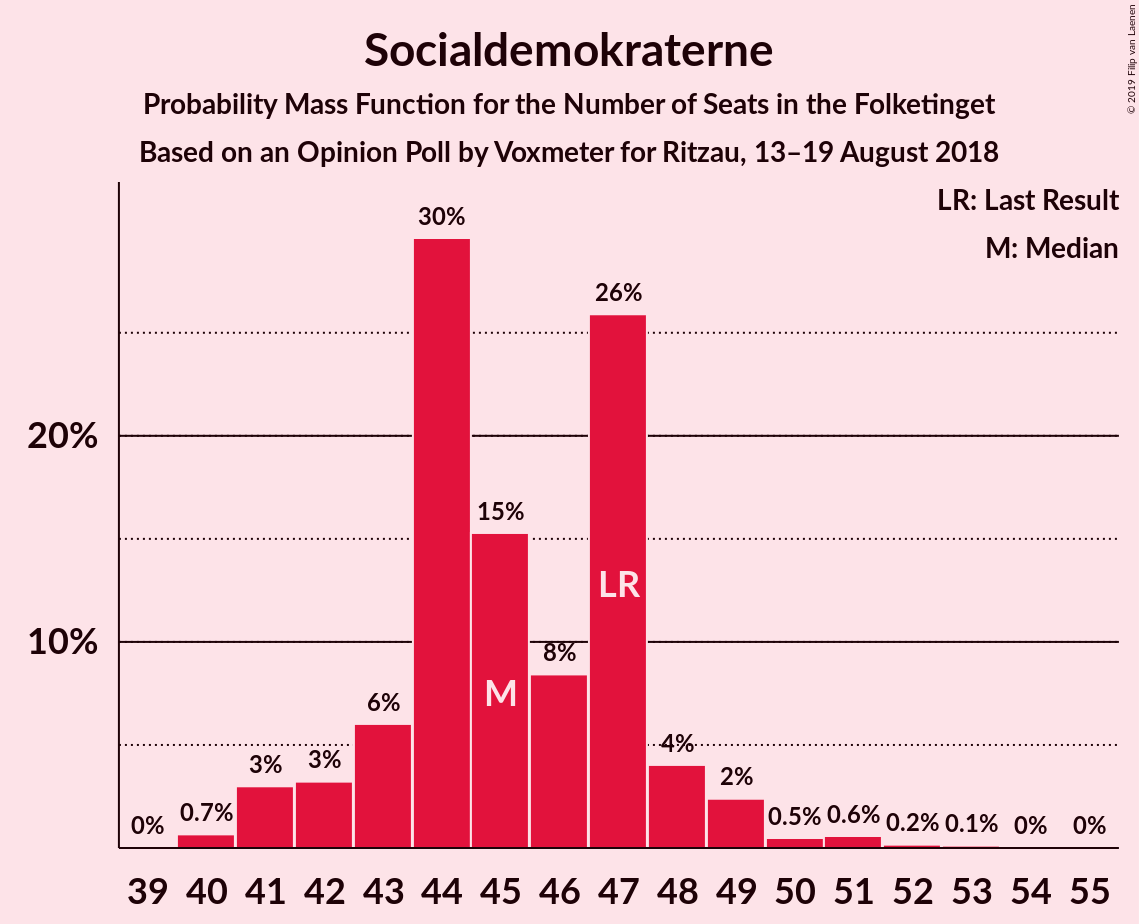 © 2019 Filip van Laenen
Socialdemokraterne
Probability Mass Function for the Number of Seats in the Folketinget
Based on an Opinion Poll by Voxmeter for Ritzau, 13–19 August 2018
LR: Last Result
M: Median
30%
26%
20%
15%
LR
10%
8%
M
6%
4%
3%
3%
2%
0%
0.7%
0.5%
0.6%
0.2%
0.1%
0%
0%
39 40 41 42 43 44 45 46 47 48 49 50 51 52 53 54 55